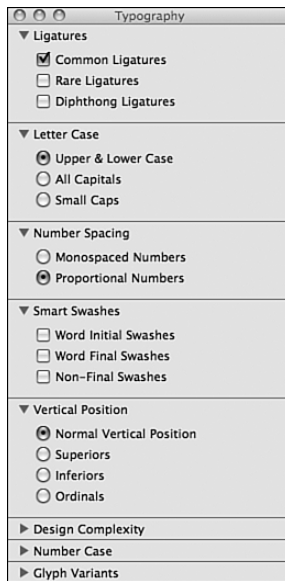 Typography
Ligatures
Common Ligatures
Rare Ligatures
Diphthong Ligatures
Letter Case
Upper & Lower Case
All Capitals
Small Caps
Number Spacing
Monospaced Numbers
Proportional Numbers
Smart Swashes
Word Initial Swashes
Word Final Swashes
Non-Final Swashes
Vertical Position
Normal Vertical Position
Superiors
Inferiors
Ordinals
Design Complexity
Number Case
Glyph Variants